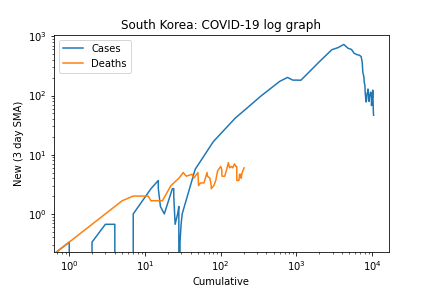 South Korea: COVID-19 log graph
Cases
Deaths
New (3 day SMA)
10³
10²
10¹
10⁰
10⁰ 10¹ 10² 10³ 10⁴
Cumulative